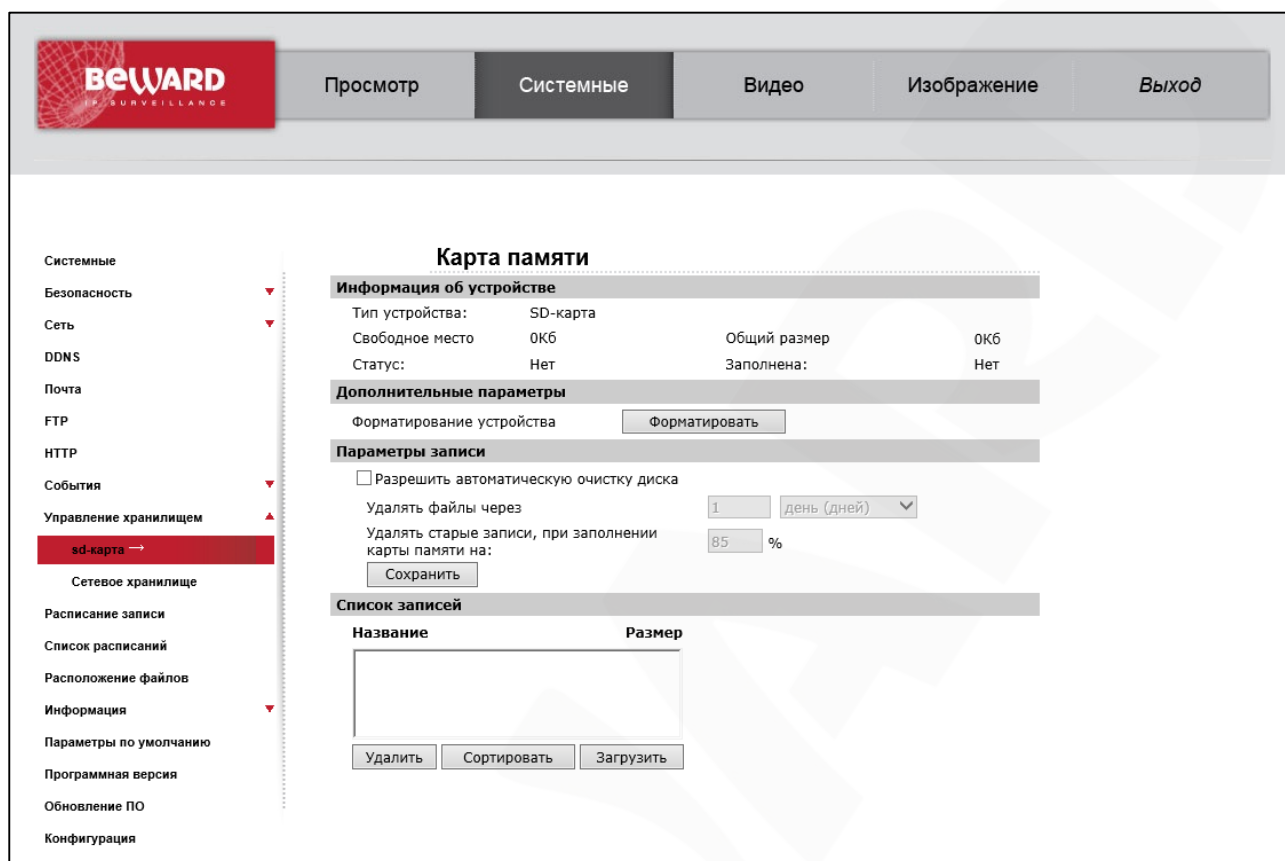 BEWARD
IP SURVEILLANCE
Просмотр
Системные
Видео
Изображение
Выход
Системные
Безопасность
Сеть
DDNS
Почта
FTP
HTTP
События
Управление хранилищем
sd-карта →
Сетевое хранилище
Расписание записи
Список расписаний
Расположение файлов
Информация
Параметры по умолчанию
Программная версия
Обновление ПО
Конфигурация
Карта памяти
Информация об устройстве
Тип устройства: SD-карта
Свободное место 0Кб Общий размер 0Кб
Статус: Нет Заполнена: Нет
Дополнительные параметры
Форматирование устройства Форматировать
Параметры записи
Разрешить автоматическую очистку диска
Удалять файлы через 1 день (дней)
Удалять старые записи, при заполнении
карты памяти на: 85 %
Сохранить
Список записей
Название Размер
Удалить Сортировать Загрузить